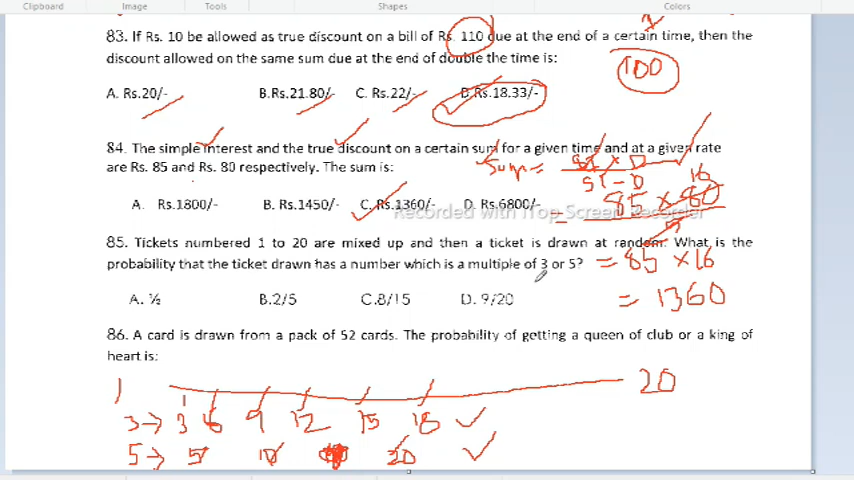 Clipboard Image Tools Shapes Colors
83. If Rs. 10 be allowed as true discount on a bill of Rs. 110 due at the end of a certain time, then the
discount allowed on the same sum due at the end of double the time is:
100
A. Rs.20/- B.Rs.21.80/- C. Rs.22/- D.Rs.18.33/-
84. The simple interest and the true discount on a certain sum for a given time and at a given rate
are Rs. 85 and Rs. 80 respectively. The sum is:
Sum = SI × D
SI - D
16
A. Rs.1800/- B. Rs.1450/- C. Rs.1360/- D. Rs.6800/-
= 85 × 80
5
Recorded with iTop Screen Recorder
85. Tickets numbered 1 to 20 are mixed up and then a ticket is drawn at random. What is the
probability that the ticket drawn has a number which is a multiple of 3 or 5?
= 85 × 16
A. ½ B.2/5 C.8/15 D. 9/20
= 1360
86. A card is drawn from a pack of 52 cards. The probability of getting a queen of club or a king of
heart is:
1 20
3 → 3 6 9 12 15 18
5 → 5 10 20